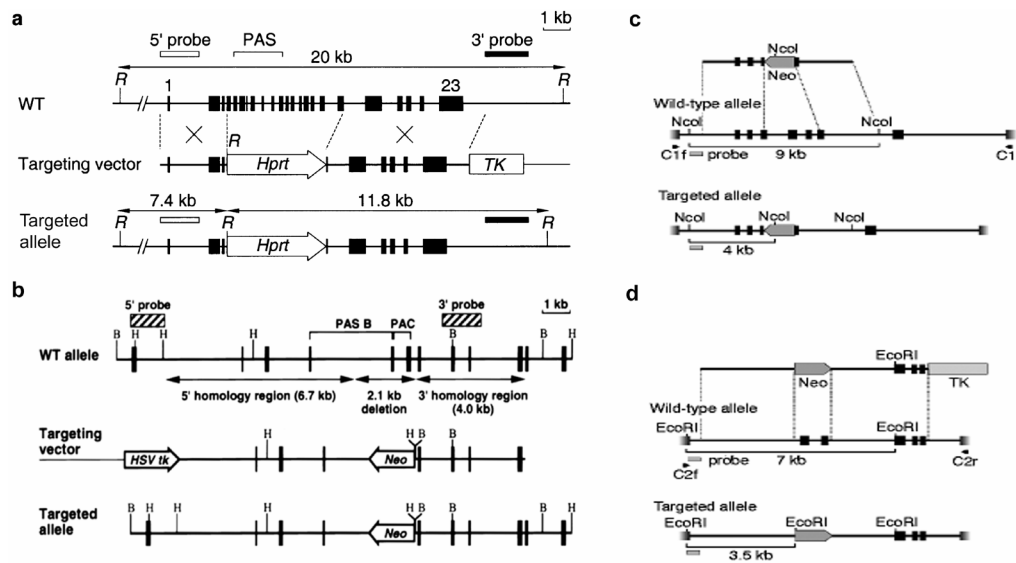 a
1 kb
5' probe
PAS
3' probe
20 kb
R
R
1
23
WT
R
Targeting vector
Hprt
TK
7.4 kb
11.8 kb
Targeted
allele
R
R
R
Hprt
b
5' probe
3' probe
1 kb
PAS B
PAC
B
H
H
H
B
B
H
WT allele
5' homology region (6.7 kb)
2.1 kb
deletion
3' homology region
(4.0 kb)
Targeting
vector
H
H
B
B
HSV tk
Neo
Targeted
allele
B
H
H
H
H
B
B
B
H
Neo
c
NcoI
Neo
Wild-type allele
NcoI
NcoI
C1f
probe
9 kb
C1
Targeted allele
NcoI
NcoI
NcoI
4 kb
d
EcoRI
Neo
TK
Wild-type allele
EcoRI
EcoRI
probe
7 kb
C2f
C2r
Targeted allele
EcoRI
EcoRI
EcoRI
3.5 kb